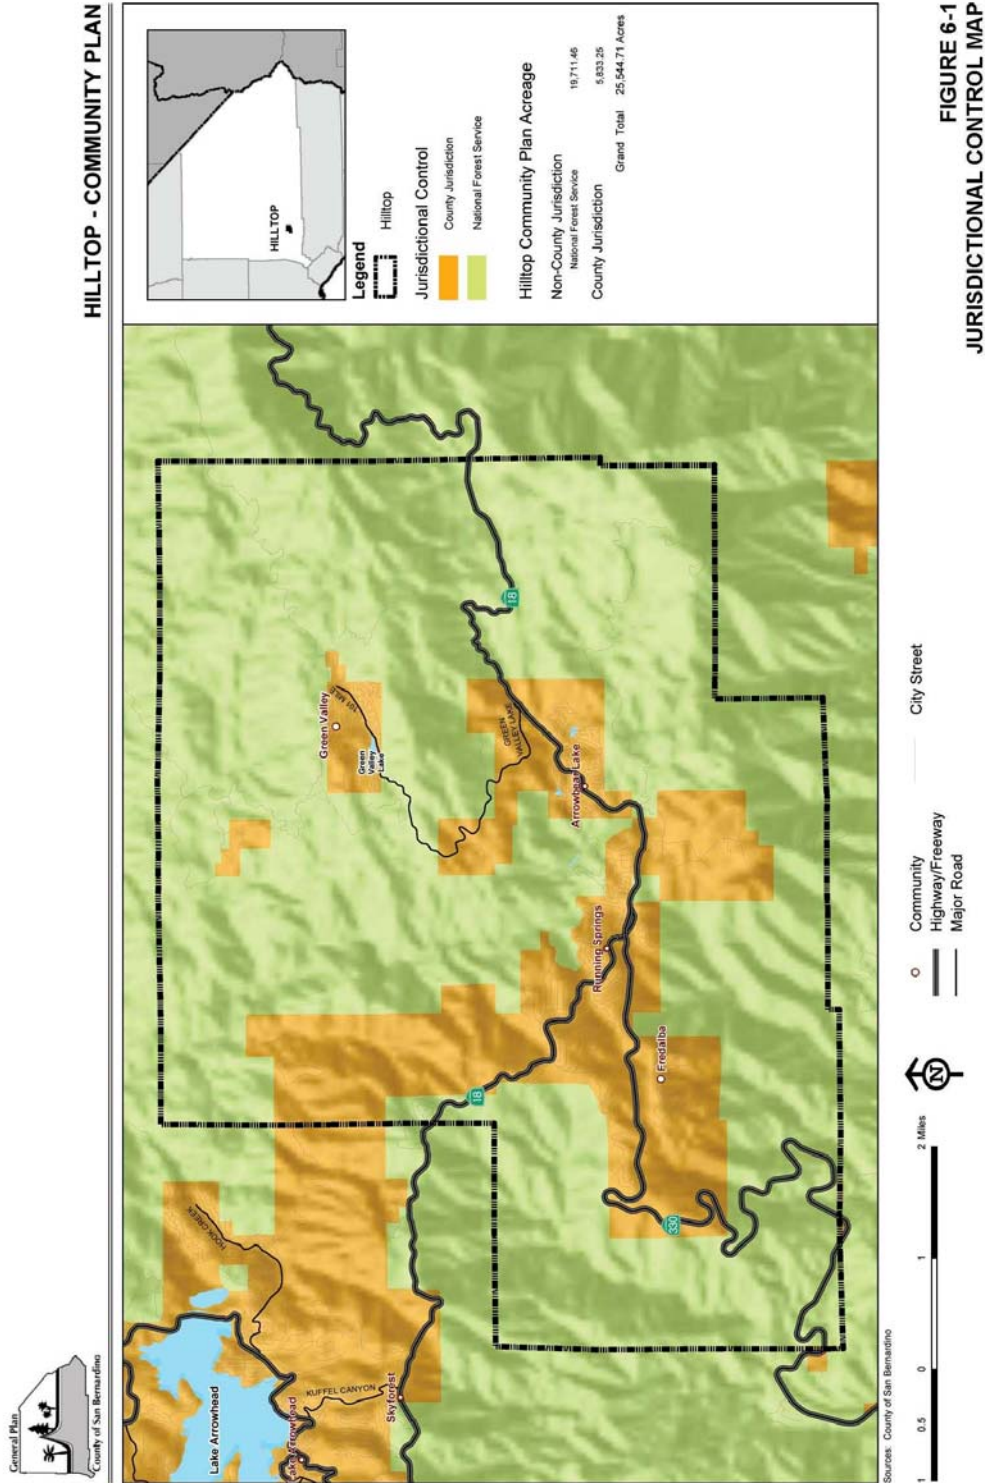 General Plan
County of San Bernardino
HILLTOP - COMMUNITY PLAN
Lake Arrowhead
Lake Arrowhead
KUFFEL CANYON
Skyforest
HOOK CREEK
18
330
Fredalba
Running Springs
Arrowbear Lake
GREEN
VALLEY LAKE
Green Valley
Green
Valley
Lake
18
HILLTOP
Legend
Hilltop
Jurisdictional Control
County Jurisdiction
National Forest Service
Hilltop Community Plan Acreage
Non-County Jurisdiction
National Forest Service 19,711.46
County Jurisdiction 5,833.25
Grand Total 25,544.71 Acres
Sources: County of San Bernardino
1 0.5 0 1 2 Miles
N
Community
Highway/Freeway
Major Road
City Street
FIGURE 6-1
JURISDICTIONAL CONTROL MAP